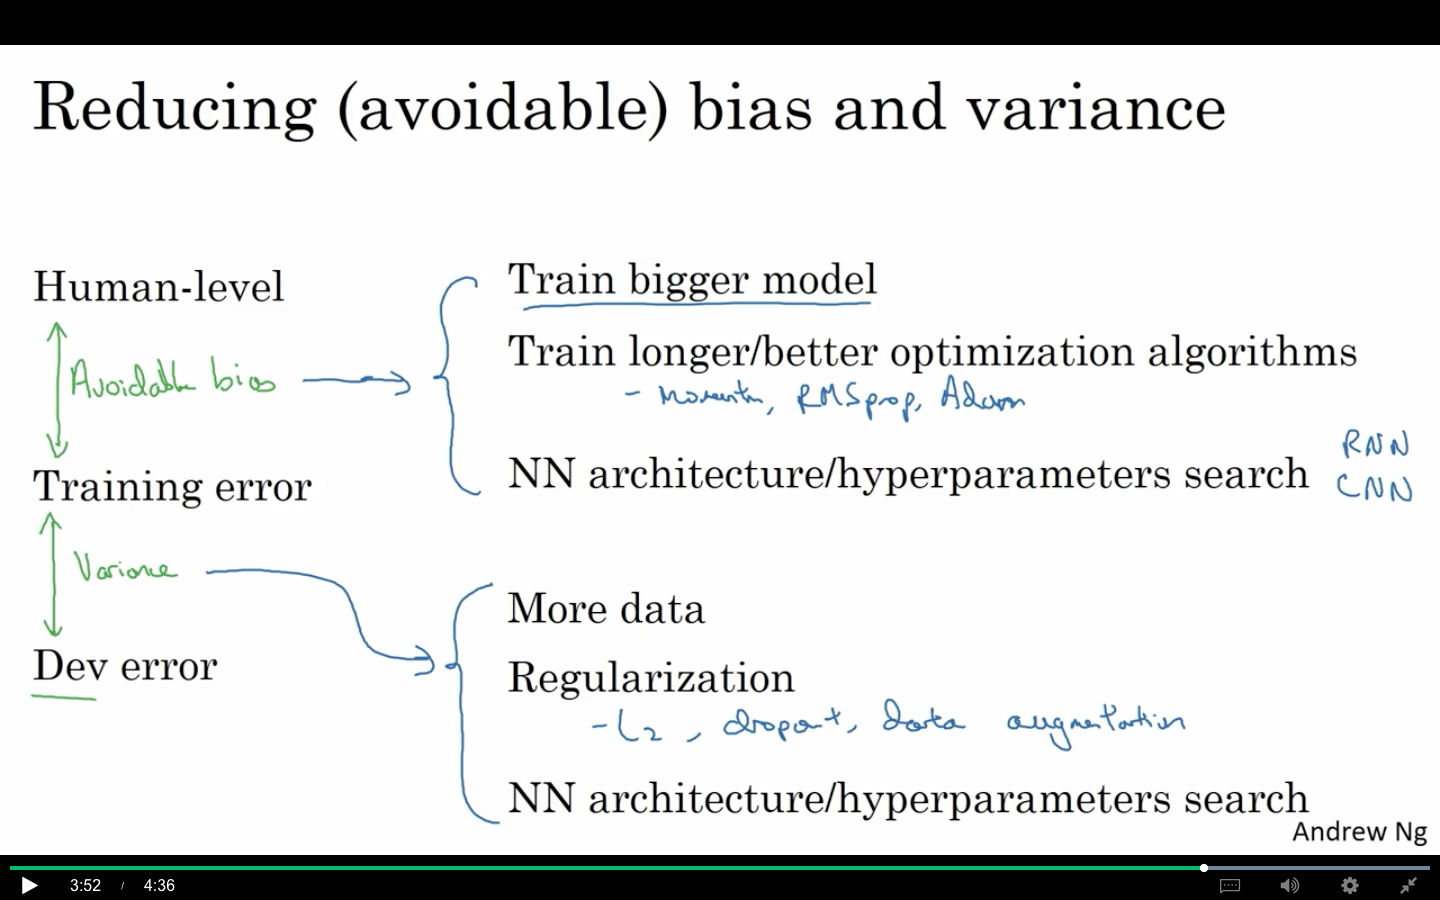 Reducing (avoidable) bias and variance
Human-level
Avoidable bias
Training error
Variance
Dev error
Train bigger model
Train longer/better optimization algorithms
- Momentum, RMSprop, Adam
NN architecture/hyperparameters search
RNN
CNN
More data
Regularization
- L2, dropout, data augmentation
NN architecture/hyperparameters search
Andrew Ng
3:52 / 4:36